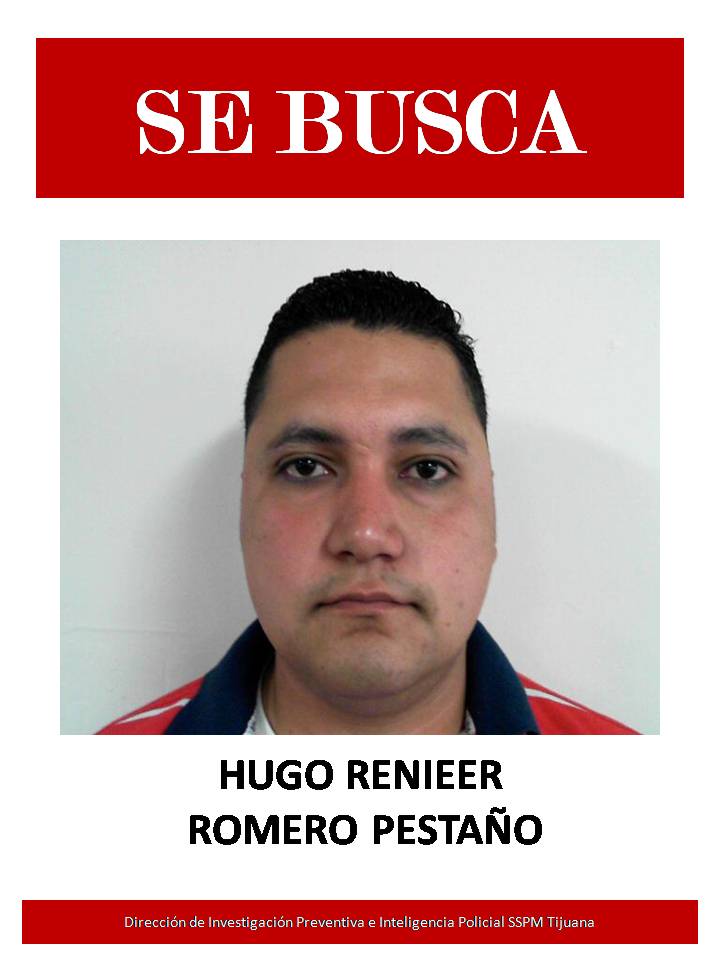 SE BUSCA
HUGO RENIEER
ROMERO PESTAÑO
Dirección de Investigación Preventiva e Inteligencia Policial SSPM Tijuana